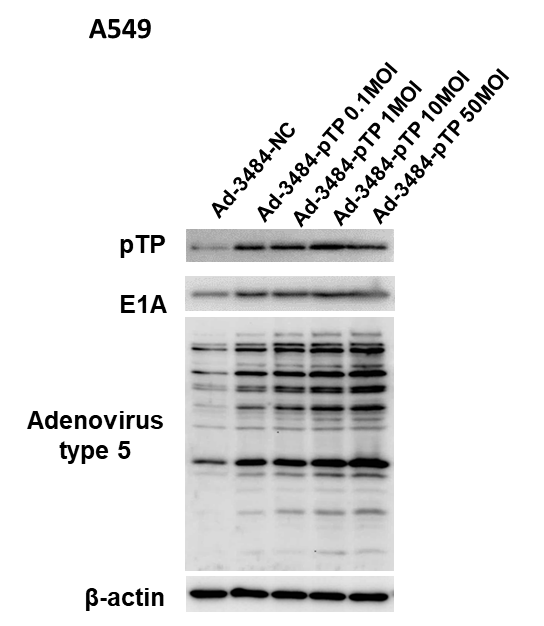 A549
Ad-3484-NC
Ad-3484-pTP 0.1MOI
Ad-3484-pTP 1MOI
Ad-3484-pTP 10MOI
Ad-3484-pTP 50MOI
pTP
E1A
Adenovirus
type 5
β-actin